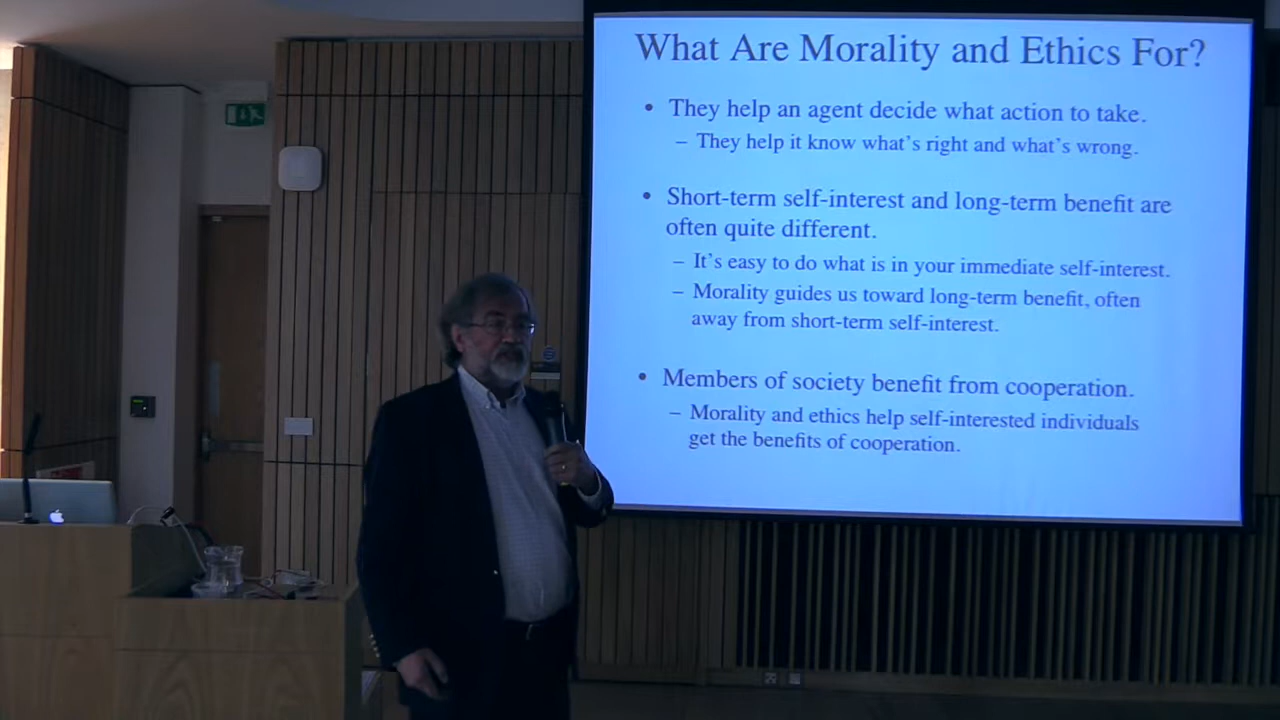 What Are Morality and Ethics For?
• They help an agent decide what action to take.
– They help it know what's right and what's wrong.
• Short-term self-interest and long-term benefit are
often quite different.
– It's easy to do what is in your immediate self-interest.
– Morality guides us toward long-term benefit, often
away from short-term self-interest.
• Members of society benefit from cooperation.
– Morality and ethics help self-interested individuals
get the benefits of cooperation.